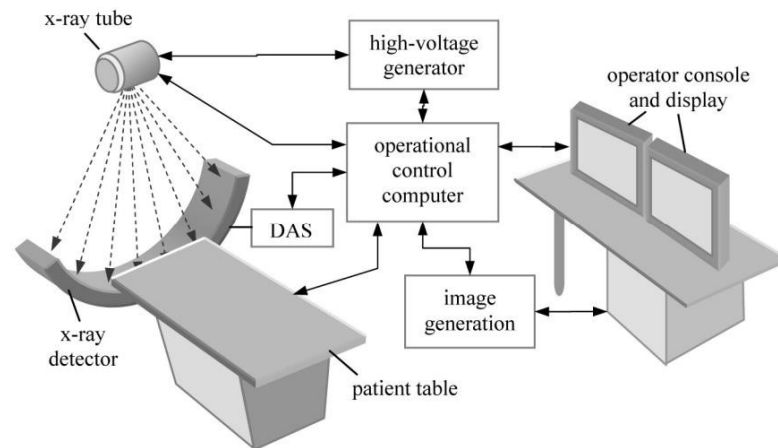 x-ray tube
high-voltage
generator
operator console
and display
operational
control
computer
DAS
image
generation
x-ray
detector
patient table